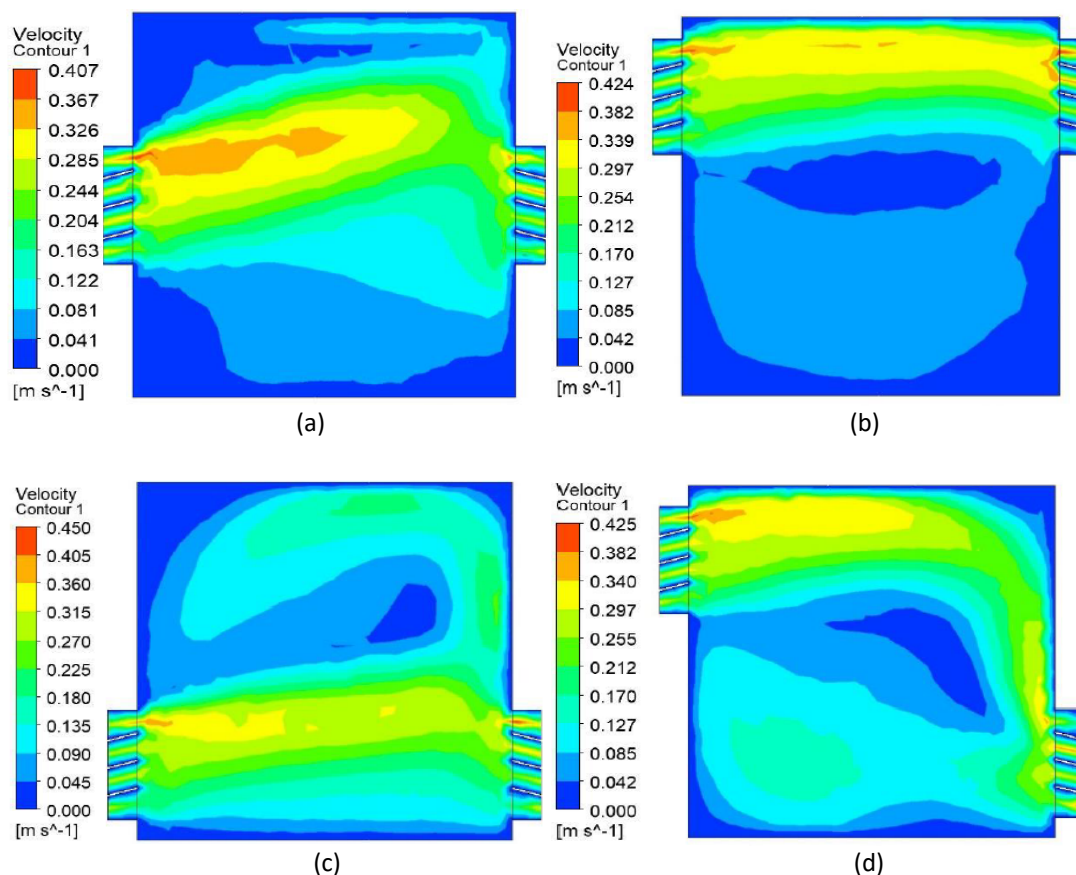 Velocity
Contour 1
0.407
0.367
0.326
0.285
0.244
0.204
0.163
0.122
0.081
0.041
0.000
[m s^-1]
(a)
Velocity
Contour 1
0.424
0.382
0.339
0.297
0.254
0.212
0.170
0.127
0.085
0.042
0.000
[m s^-1]
(b)
Velocity
Contour 1
0.450
0.405
0.360
0.315
0.270
0.225
0.180
0.135
0.090
0.045
0.000
[m s^-1]
(c)
Velocity
Contour 1
0.425
0.382
0.340
0.297
0.255
0.212
0.170
0.127
0.085
0.042
0.000
[m s^-1]
(d)